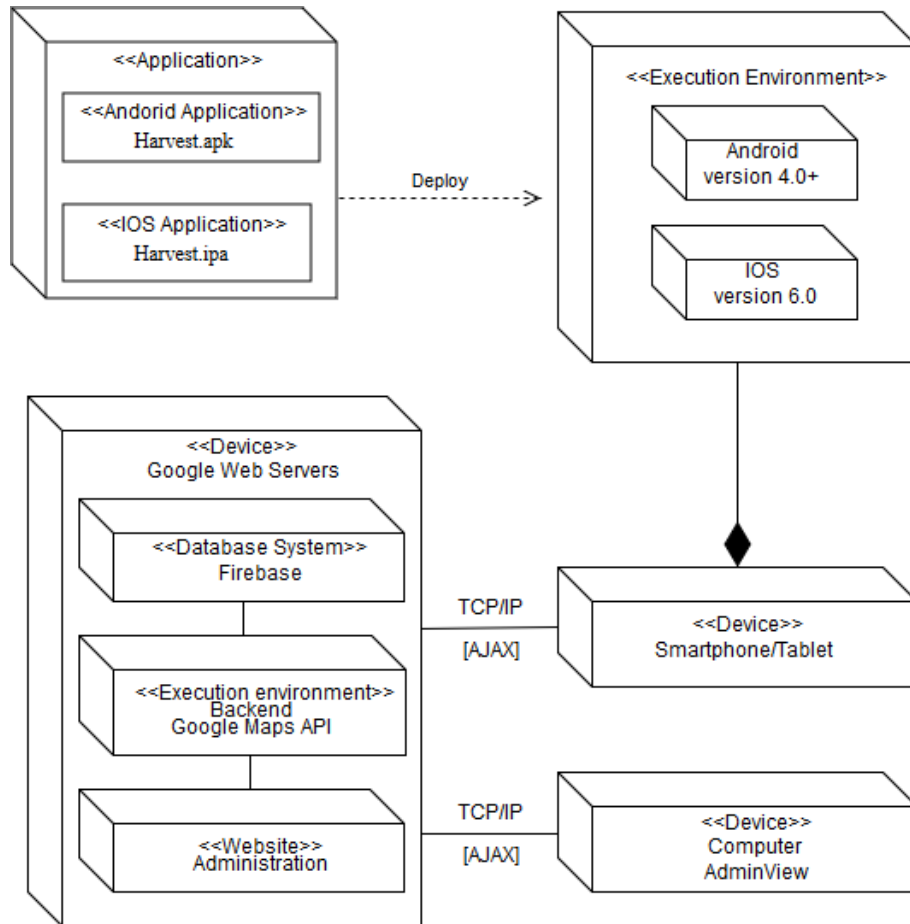 <<Application>>
<<Andorid Application>>
Harvest.apk
<<IOS Application>>
Harvest.ipa
Deploy
<<Execution Environment>>
Android
version 4.0+
IOS
version 6.0
<<Device>>
Google Web Servers
<<Database System>>
Firebase
<<Execution environment>>
Backend
Google Maps API
<<Website>>
Administration
TCP/IP
[AJAX]
<<Device>>
Smartphone/Tablet
TCP/IP
[AJAX]
<<Device>>
Computer
AdminView